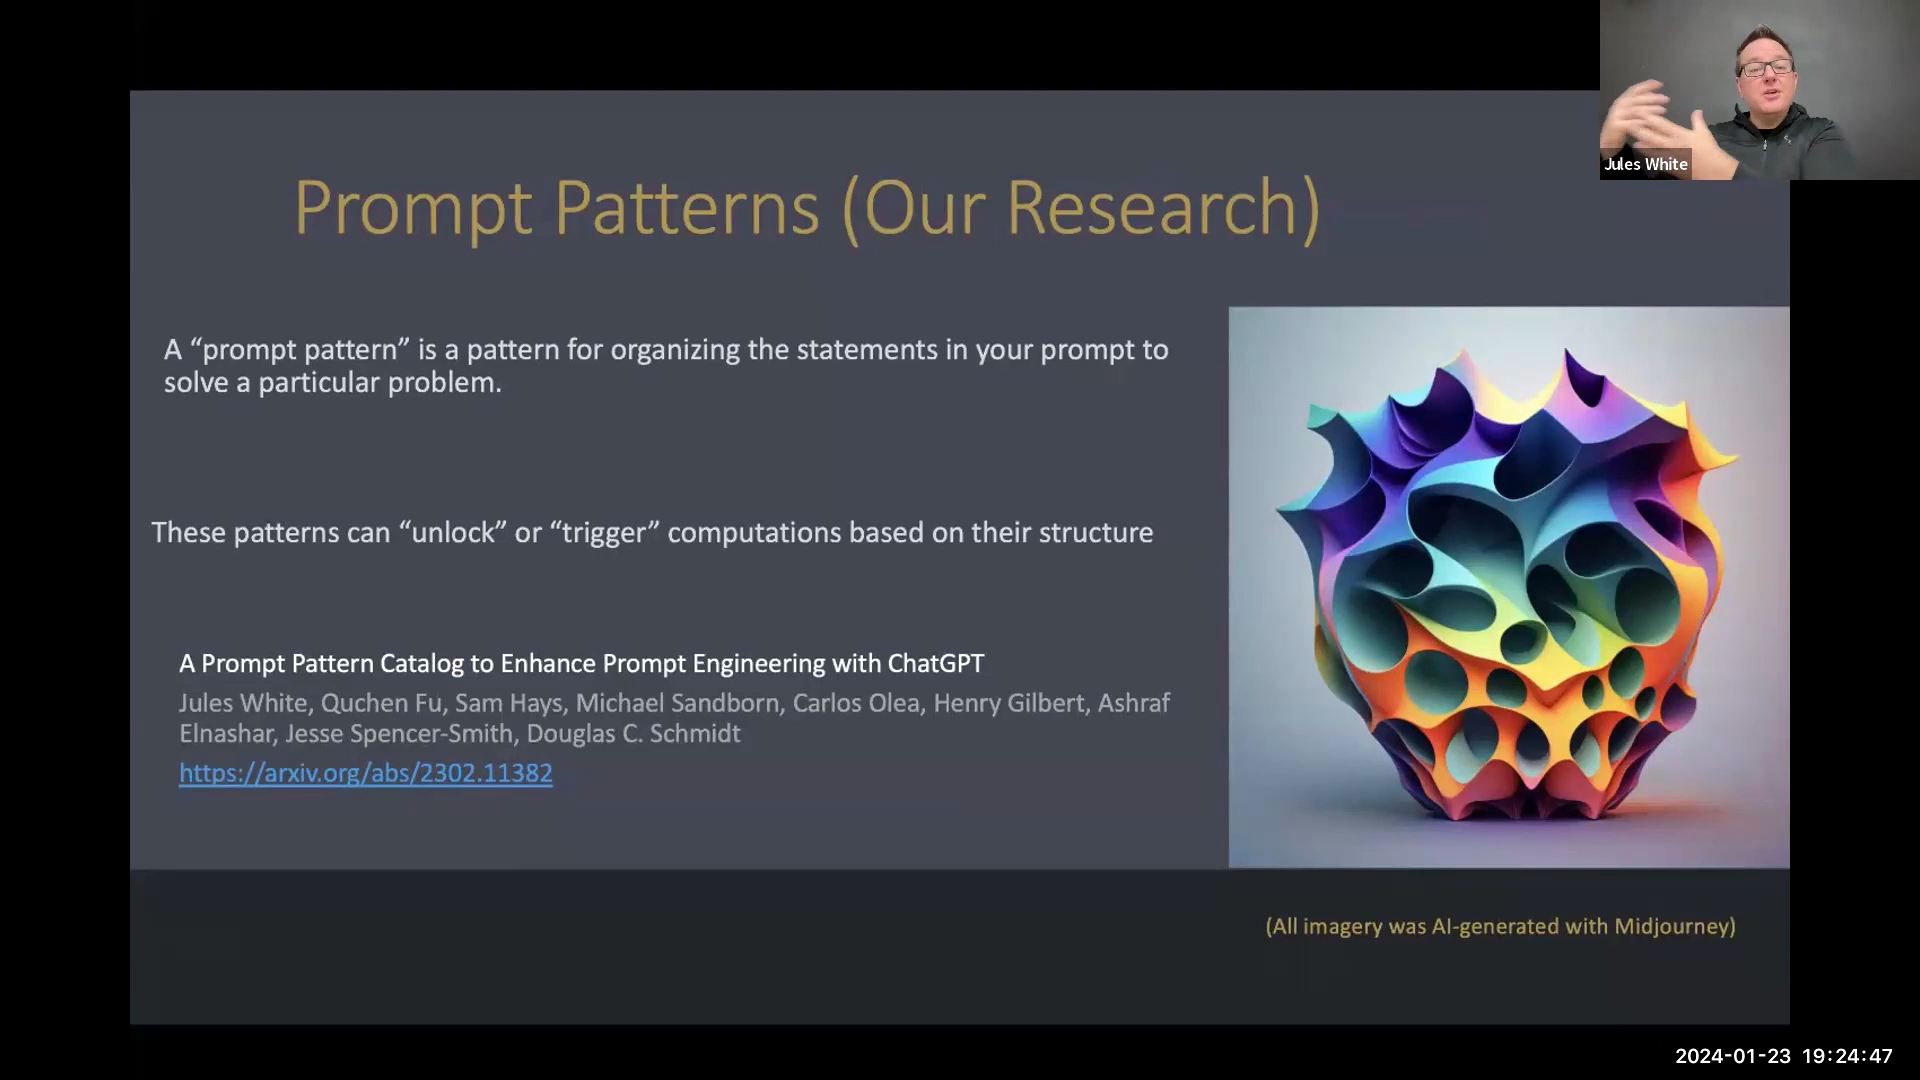 Jules White
Prompt Patterns (Our Research)
A “prompt pattern” is a pattern for organizing the statements in your prompt to
solve a particular problem.
These patterns can “unlock” or “trigger” computations based on their structure
A Prompt Pattern Catalog to Enhance Prompt Engineering with ChatGPT
Jules White, Quchen Fu, Sam Hays, Michael Sandborn, Carlos Olea, Henry Gilbert, Ashraf
Elnashar, Jesse Spencer-Smith, Douglas C. Schmidt
https://arxiv.org/abs/2302.11382
(All imagery was AI-generated with Midjourney)
2024-01-23 19:24:47